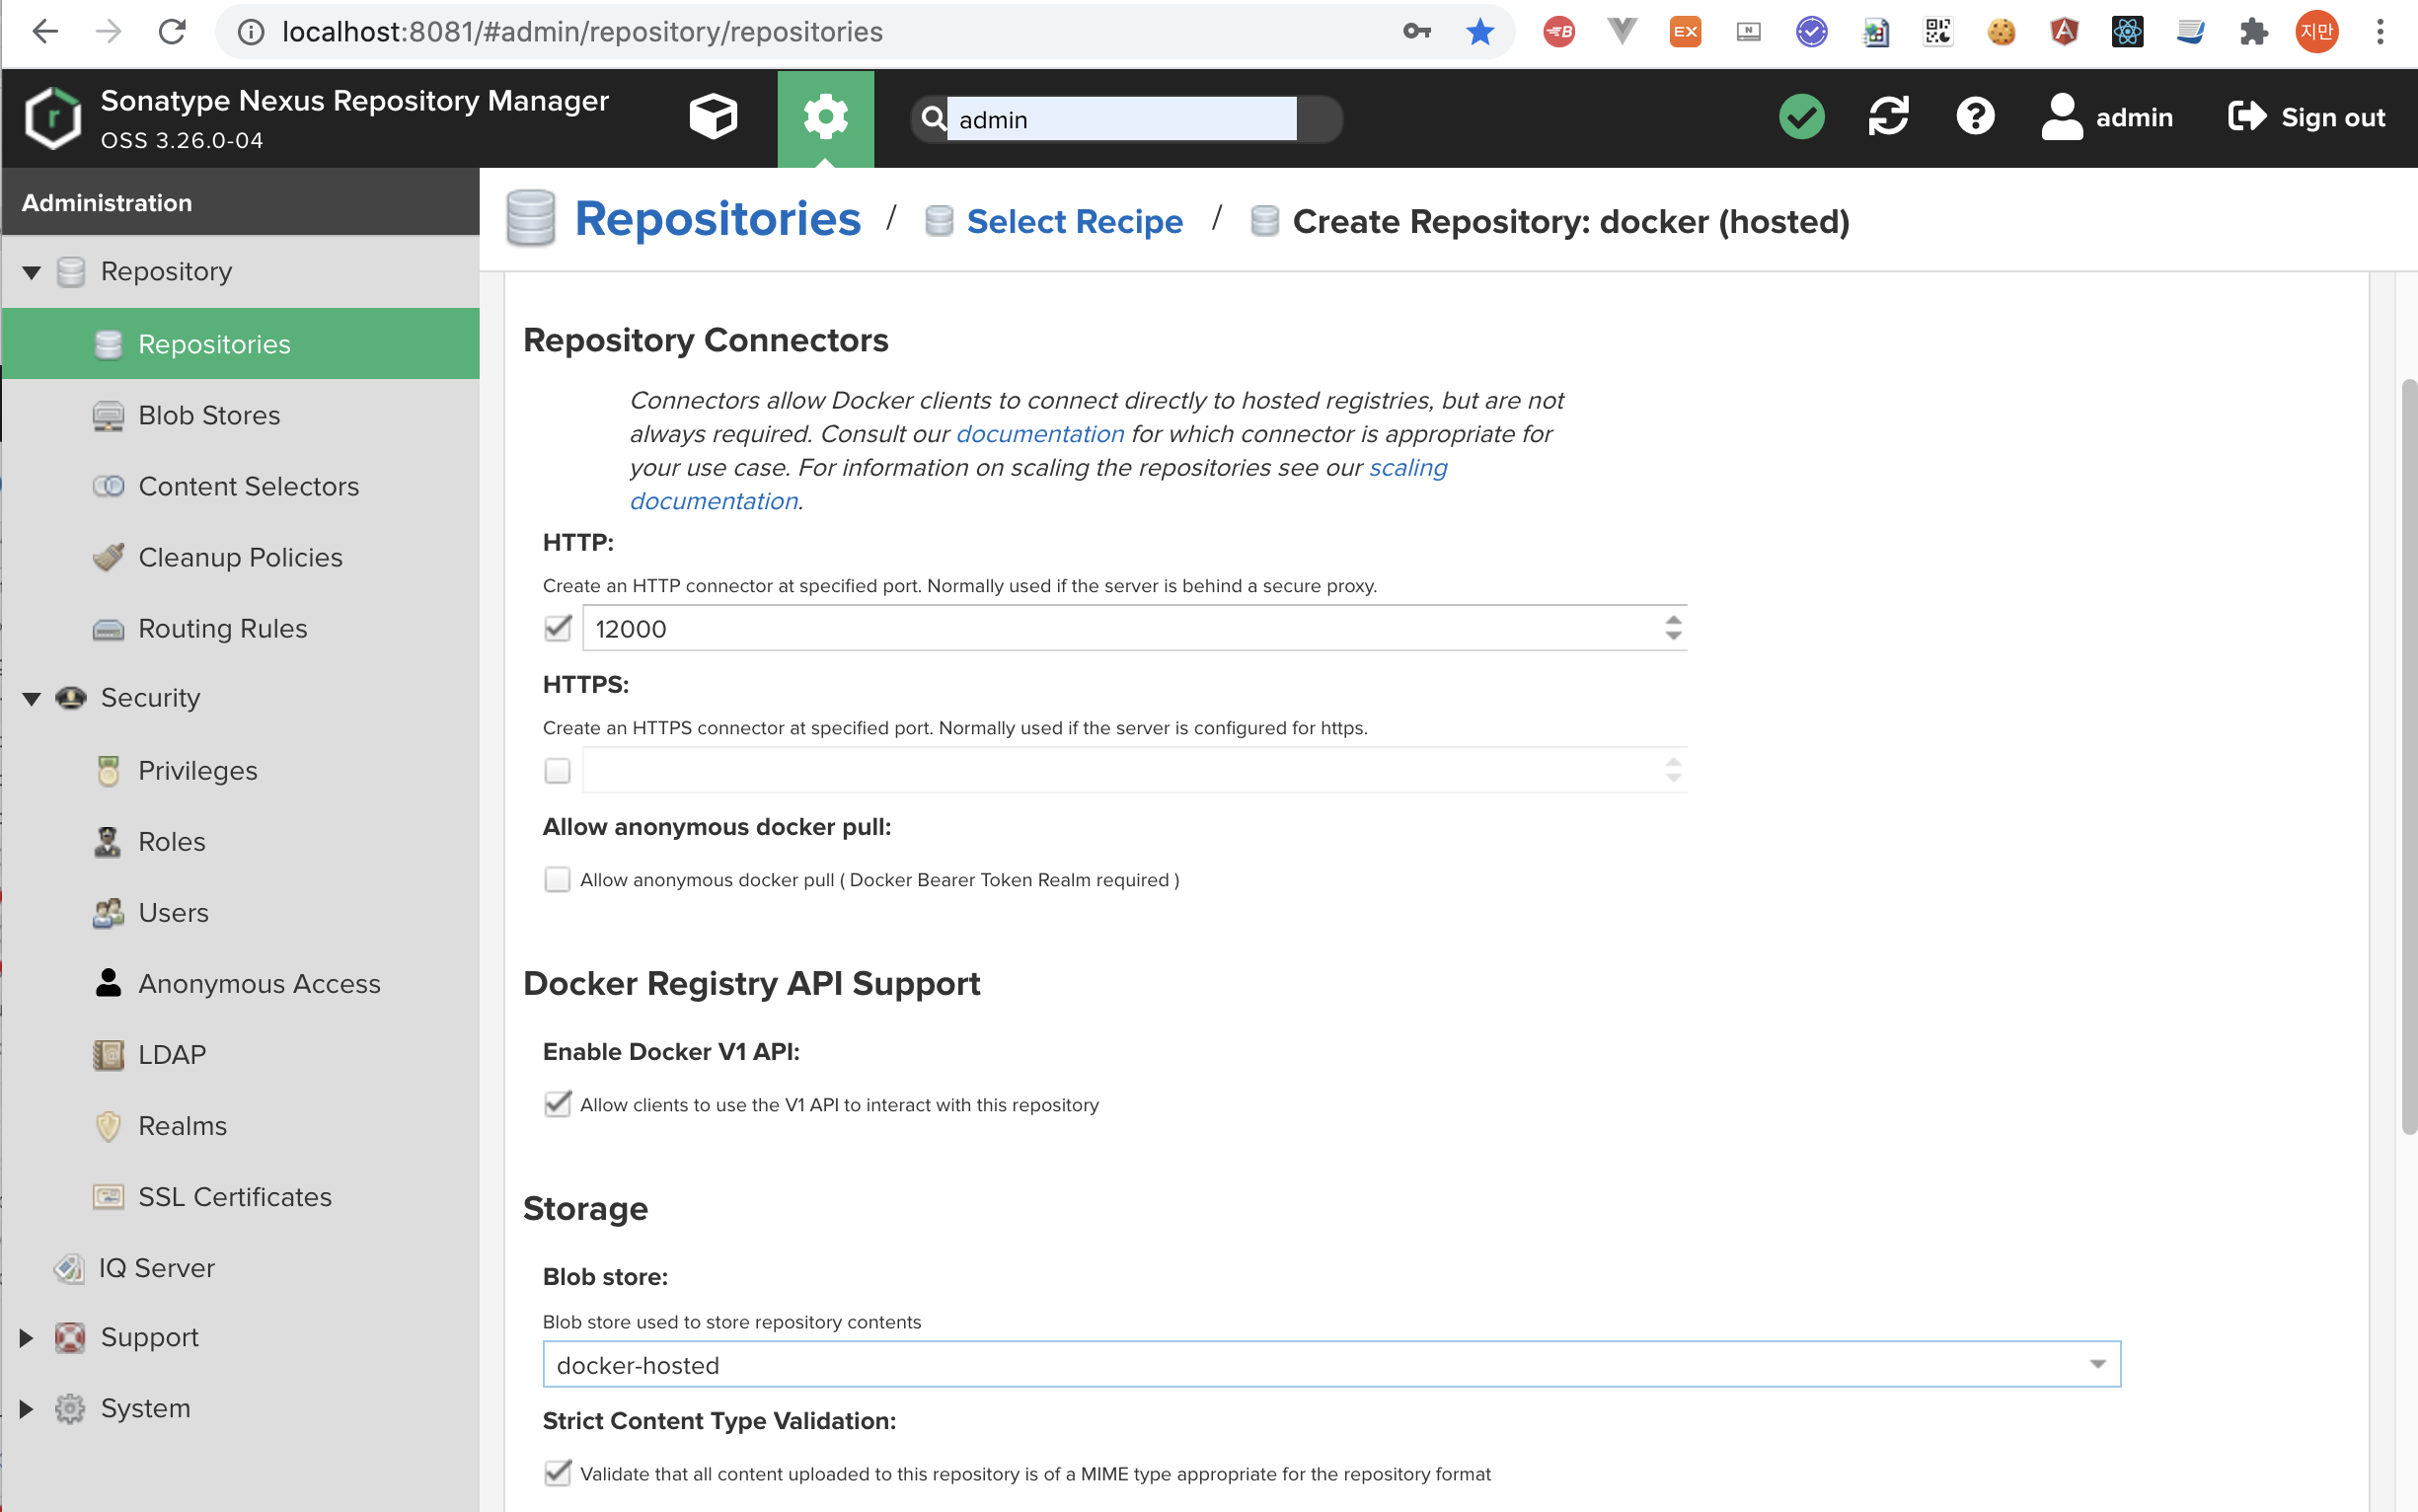 localhost:8081/#admin/repository/repositories
EX
N
지만
Sonatype Nexus Repository Manager
OSS 3.26.0-04
admin
admin
Sign out
Administration
Repositories / Select Recipe / Create Repository: docker (hosted)
Repository
Repositories
Blob Stores
Content Selectors
Cleanup Policies
Routing Rules
Security
Privileges
Roles
Users
Anonymous Access
LDAP
Realms
SSL Certificates
IQ Server
Support
System
Repository Connectors
Connectors allow Docker clients to connect directly to hosted registries, but are not
always required. Consult our documentation for which connector is appropriate for
your use case. For information on scaling the repositories see our scaling
documentation.
HTTP:
Create an HTTP connector at specified port. Normally used if the server is behind a secure proxy.
12000
HTTPS:
Create an HTTPS connector at specified port. Normally used if the server is configured for https.
Allow anonymous docker pull:
Allow anonymous docker pull ( Docker Bearer Token Realm required )
Docker Registry API Support
Enable Docker V1 API:
Allow clients to use the V1 API to interact with this repository
Storage
Blob store:
Blob store used to store repository contents
docker-hosted
Strict Content Type Validation:
Validate that all content uploaded to this repository is of a MIME type appropriate for the repository format